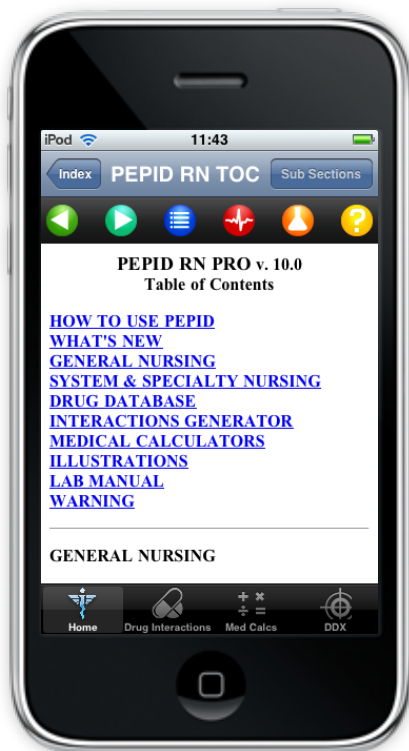 iPod 11:43
Index PEPID RN TOC Sub Sections
?
PEPID RN PRO v. 10.0
Table of Contents
HOW TO USE PEPID
WHAT'S NEW
GENERAL NURSING
SYSTEM & SPECIALTY NURSING
DRUG DATABASE
INTERACTIONS GENERATOR
MEDICAL CALCULATORS
ILLUSTRATIONS
LAB MANUAL
WARNING
GENERAL NURSING
Home Drug Interactions Med Calcs DDX